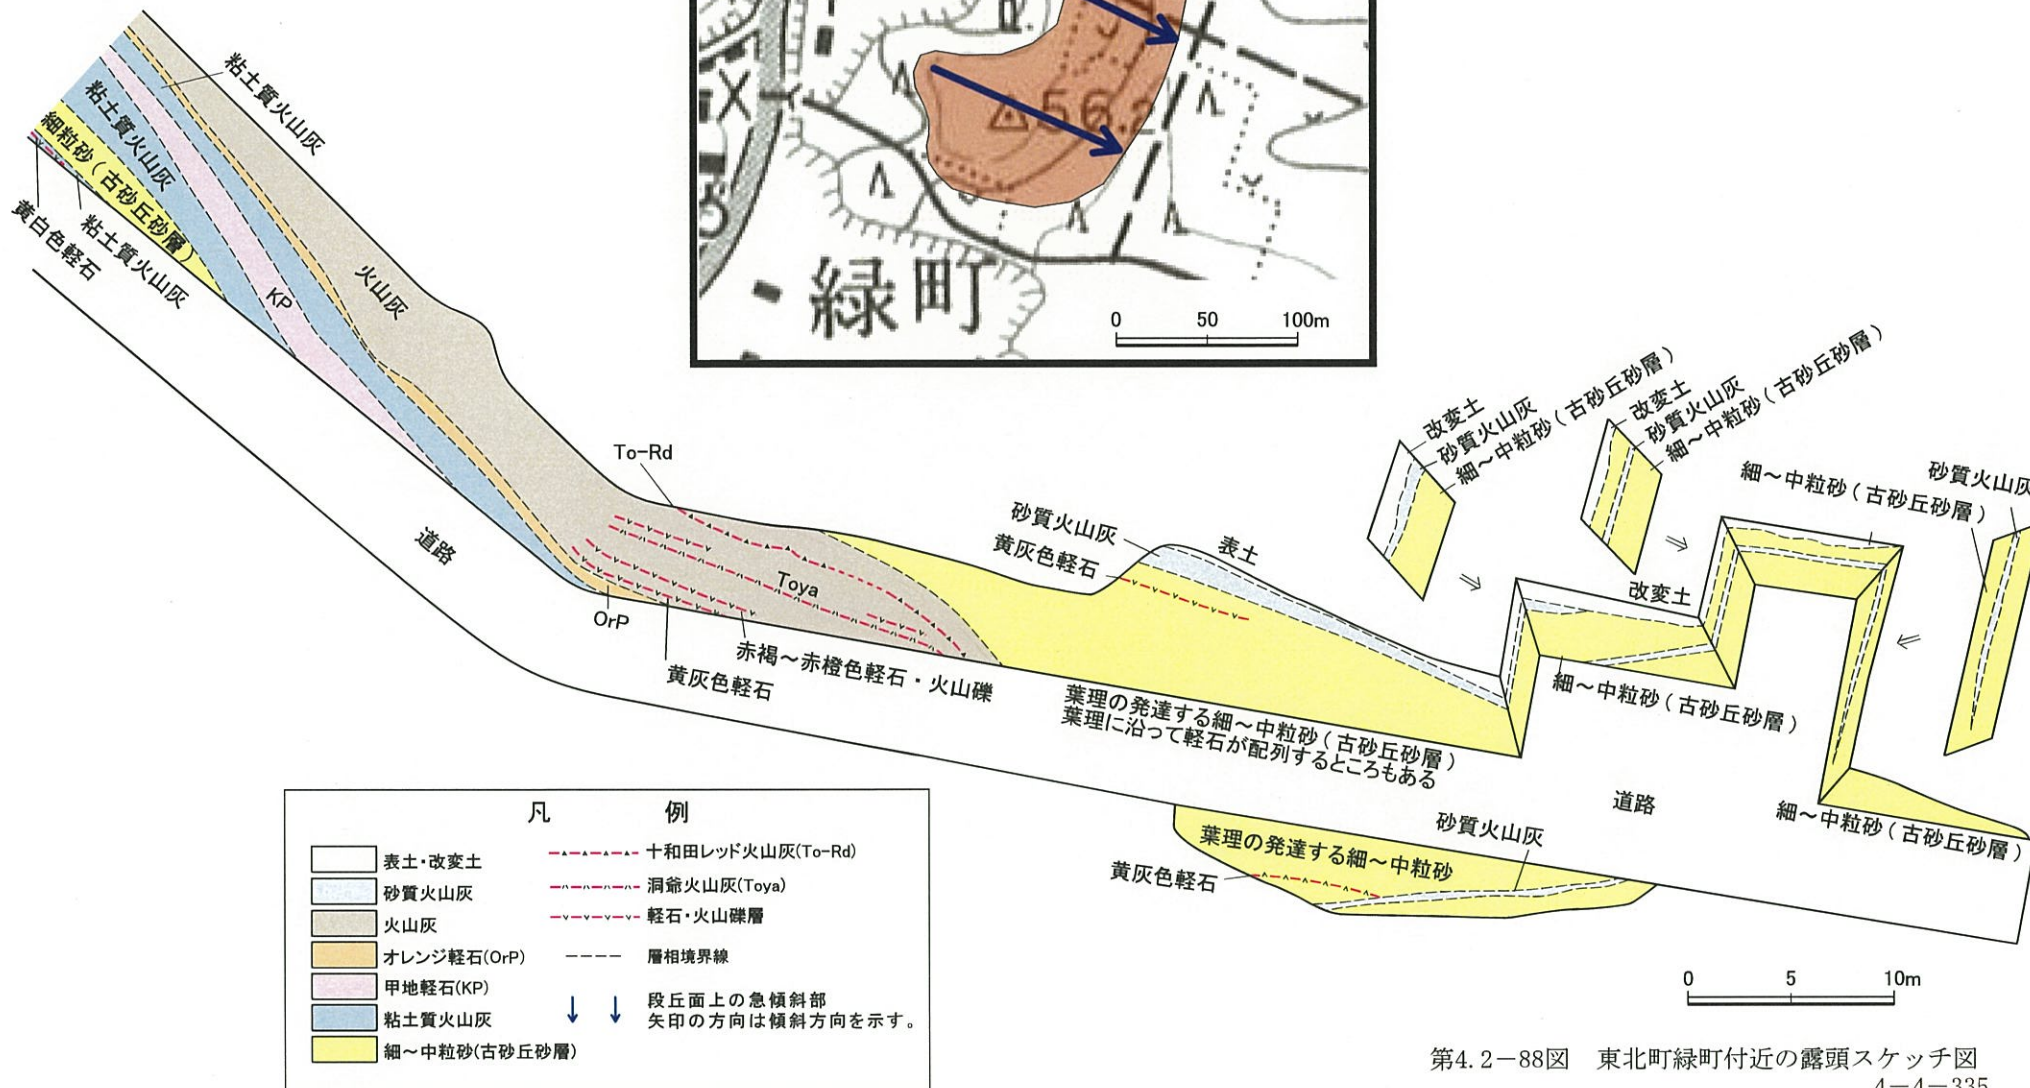 粘土質火山灰
粘土質火山灰
細粒砂（古砂丘砂層）
黄白色軽石
粘土質火山灰
KP
火山灰
道路
56.2
緑町
0 50 100m
To-Rd
Toya
OrP
赤褐～赤橙色軽石・火山礫
黄灰色軽石
砂質火山灰
黄灰色軽石
表土
葉理の発達する細～中粒砂（古砂丘砂層）
葉理に沿って軽石が配列するところもある
改変土
砂質火山灰
細～中粒砂（古砂丘砂層）
改変土
砂質火山灰
細～中粒砂（古砂丘砂層）
細～中粒砂（古砂丘砂層）
砂質火山灰
改変土
細～中粒砂（古砂丘砂層）
道路
細～中粒砂（古砂丘砂層）
砂質火山灰
葉理の発達する細～中粒砂
黄灰色軽石
凡 例
表土・改変土
砂質火山灰
火山灰
オレンジ軽石(OrP)
甲地軽石(KP)
粘土質火山灰
細～中粒砂(古砂丘砂層)
十和田レッド火山灰(To-Rd)
洞爺火山灰(Toya)
軽石・火山礫層
層相境界線
段丘面上の急傾斜部
矢印の方向は傾斜方向を示す。
0 5 10m
第4.2－88図 東北町緑町付近の露頭スケッチ図
4－4－335